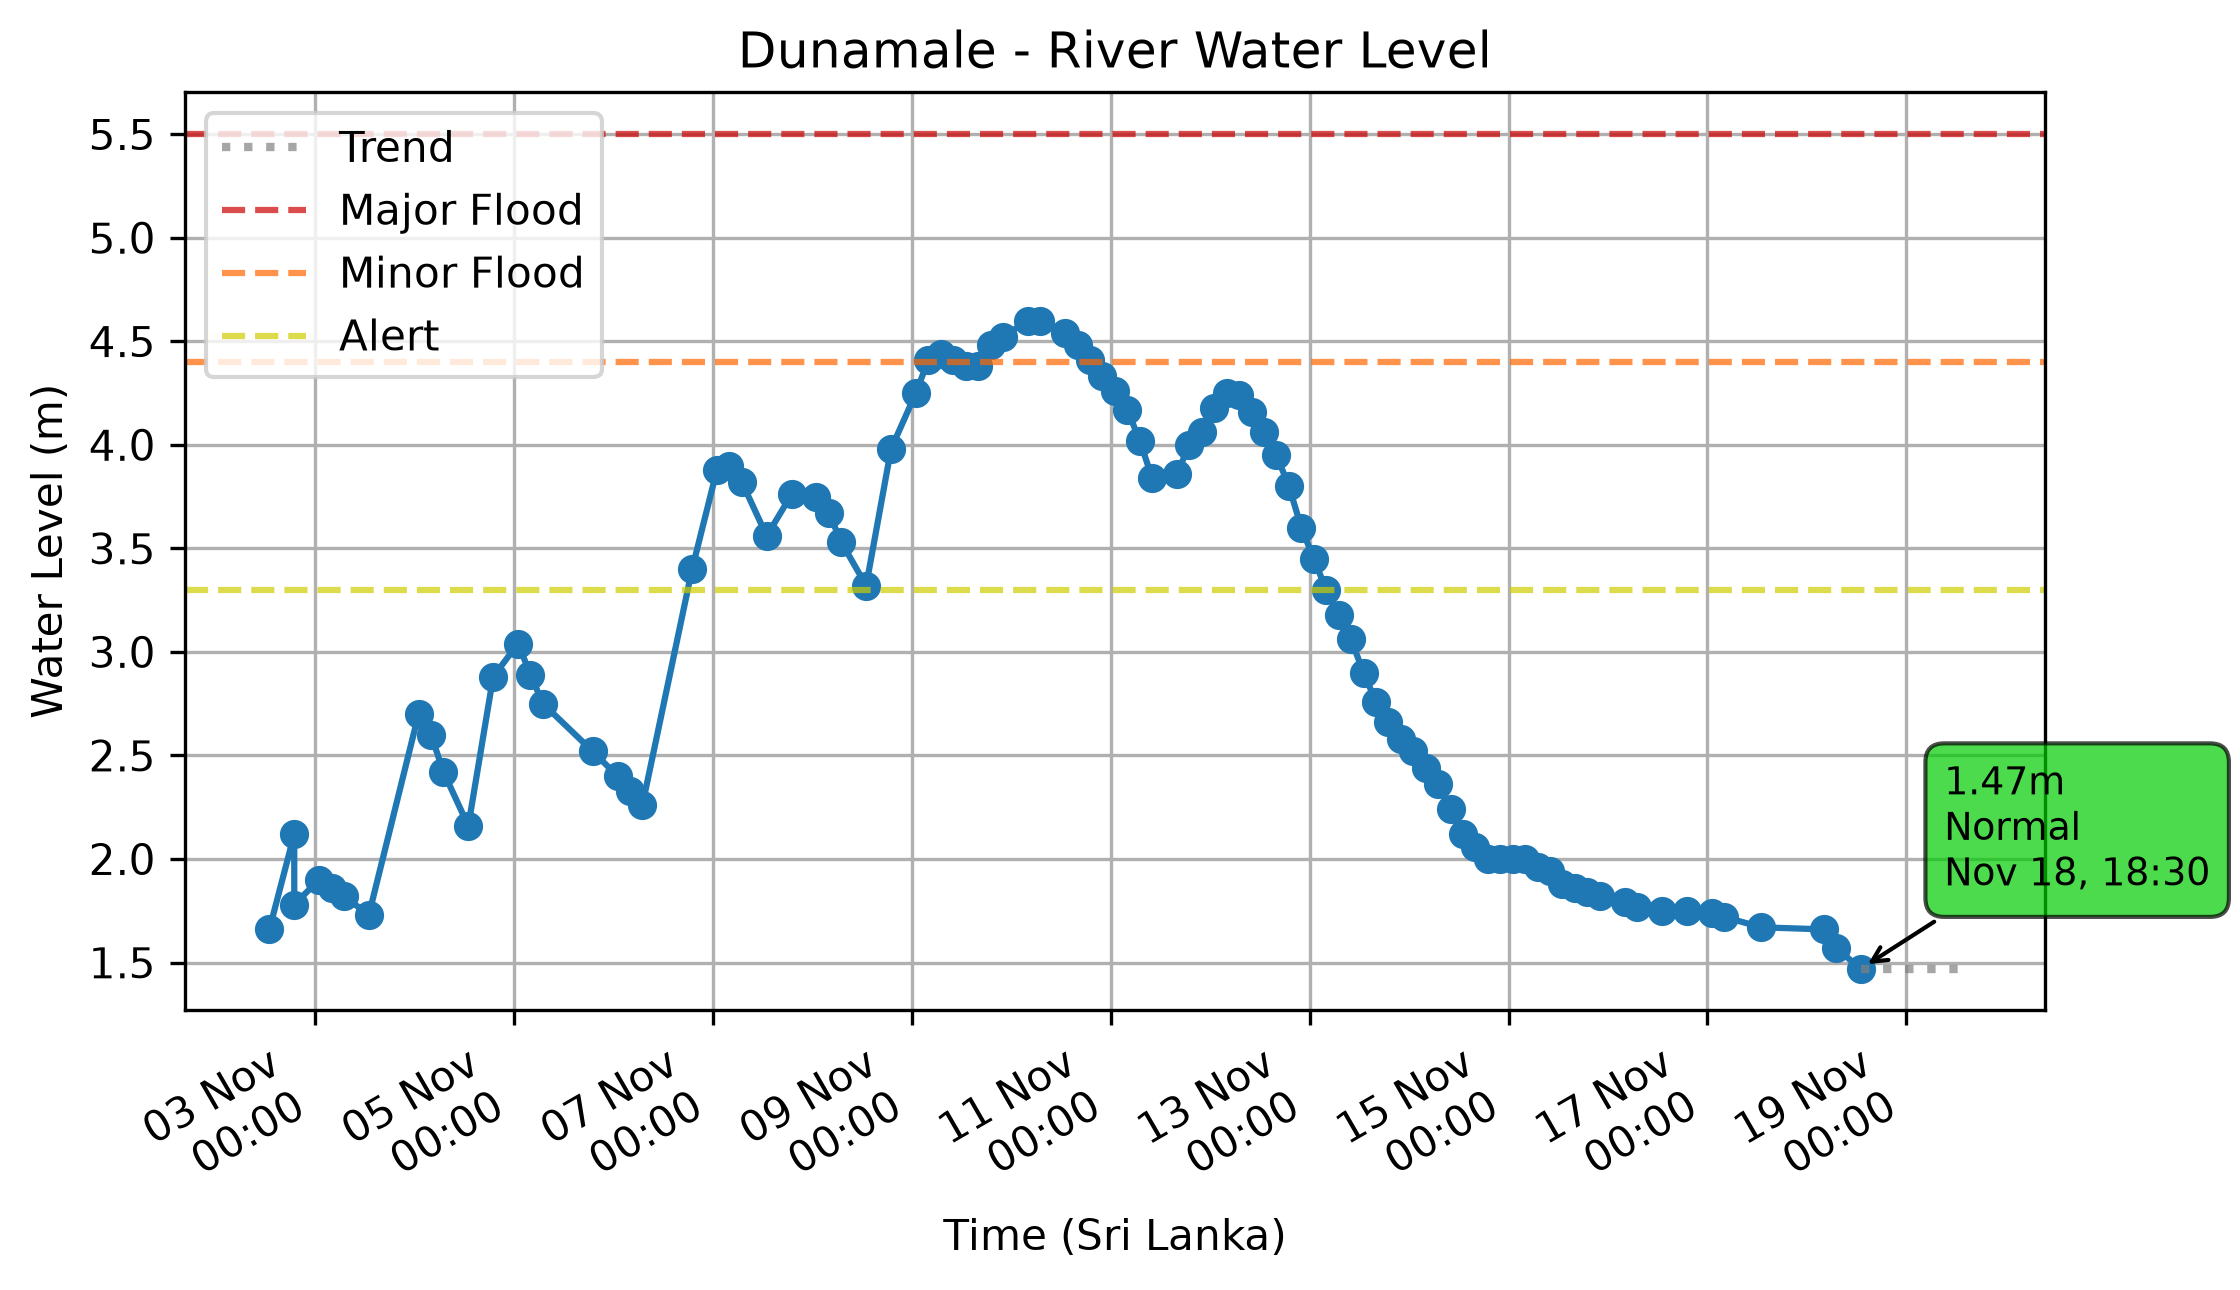 Dunamale - River Water Level
Trend
Major Flood
Minor Flood
Alert
Water Level (m)
5.5
5.0
4.5
4.0
3.5
3.0
2.5
2.0
1.5
1.47m
Normal
Nov 18, 18:30
03 Nov
00:00
05 Nov
00:00
07 Nov
00:00
09 Nov
00:00
11 Nov
00:00
13 Nov
00:00
15 Nov
00:00
17 Nov
00:00
19 Nov
00:00
Time (Sri Lanka)